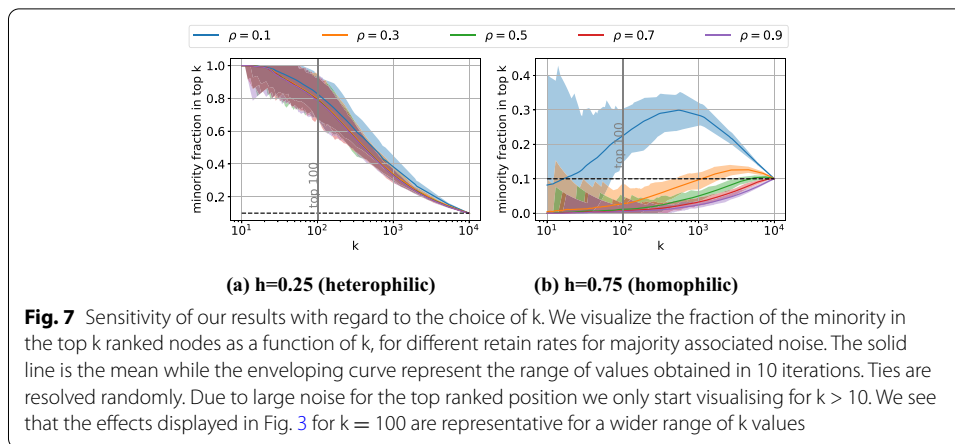 ρ = 0.1 ρ = 0.3 ρ = 0.5 ρ = 0.7 ρ = 0.9
minority fraction in top k
1.0
0.8
0.6
0.4
0.2
top 100
10¹ 10² 10³ 10⁴
k
minority fraction in top k
0.4
0.3
0.2
0.1
0.0
top 100
10¹ 10² 10³ 10⁴
k
(a) h=0.25 (heterophilic)
(b) h=0.75 (homophilic)
Fig. 7 Sensitivity of our results with regard to the choice of k. We visualize the fraction of the minority in
the top k ranked nodes as a function of k, for different retain rates for majority associated noise. The solid
line is the mean while the enveloping curve represent the range of values obtained in 10 iterations. Ties are
resolved randomly. Due to large noise for the top ranked position we only start visualising for k > 10. We see
that the effects displayed in Fig. 3 for k = 100 are representative for a wider range of k values